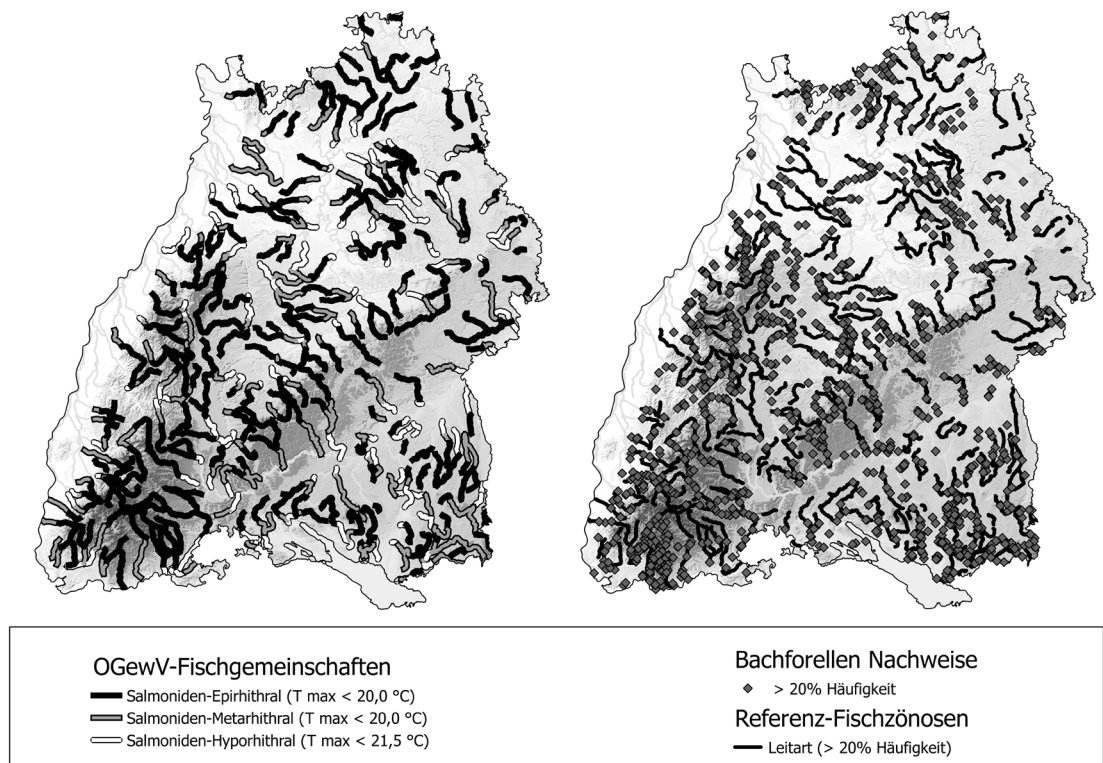 OGewV-Fischgemeinschaften
Salmoniden-Epirhithral (T max < 20,0 °C)
Salmoniden-Metarhithral (T max < 20,0 °C)
Salmoniden-Hyporhithral (T max < 21,5 °C)
Bachforellen Nachweise
> 20% Häufigkeit
Referenz-Fischzönosen
Leitart (> 20% Häufigkeit)